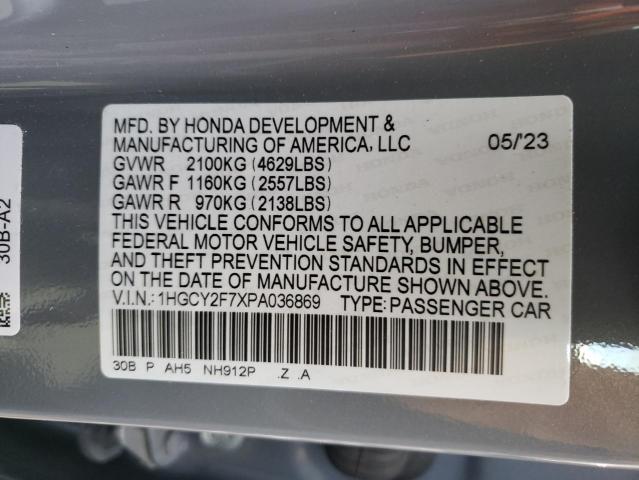 MFD. BY HONDA DEVELOPMENT &
MANUFACTURING OF AMERICA, LLC 05/'23
GVWR 2100KG (4629LBS)
GAWR F 1160KG (2557LBS)
GAWR R 970KG (2138LBS)
THIS VEHICLE CONFORMS TO ALL APPLICABLE
FEDERAL MOTOR VEHICLE SAFETY, BUMPER,
AND THEFT PREVENTION STANDARDS IN EFFECT
ON THE DATE OF MANUFACTURE SHOWN ABOVE.
V.I.N.: 1HGCY2F7XPA036869 TYPE: PASSENGER CAR
30B P AH5 NH912P .Z .A
30B-A2